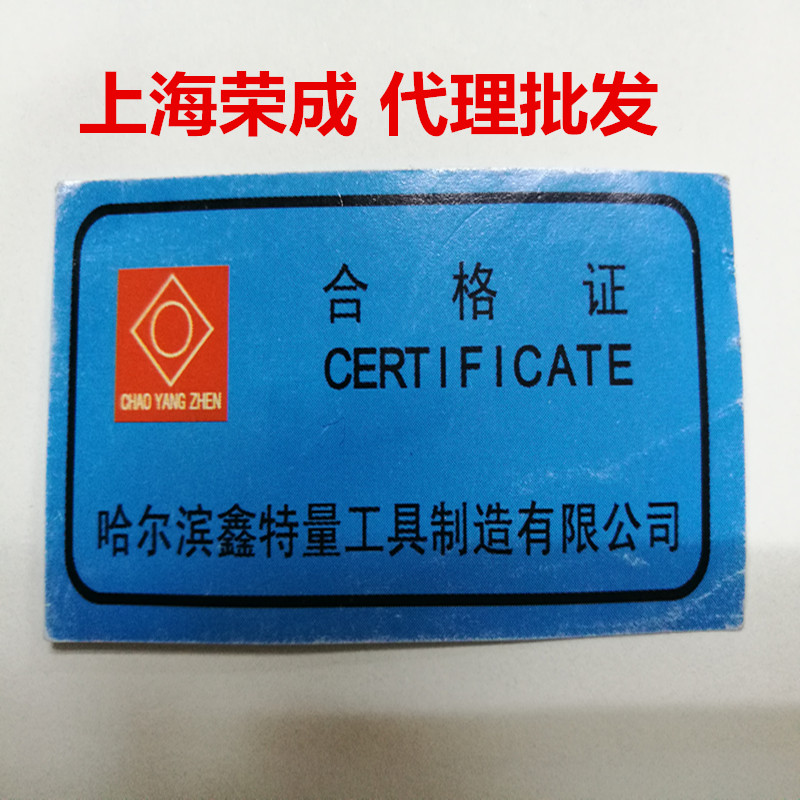 上海荣成 代理批发
合格证
CERTIFICATE
CHAO YANG ZHEN
哈尔滨鑫特量工具制造有限公司